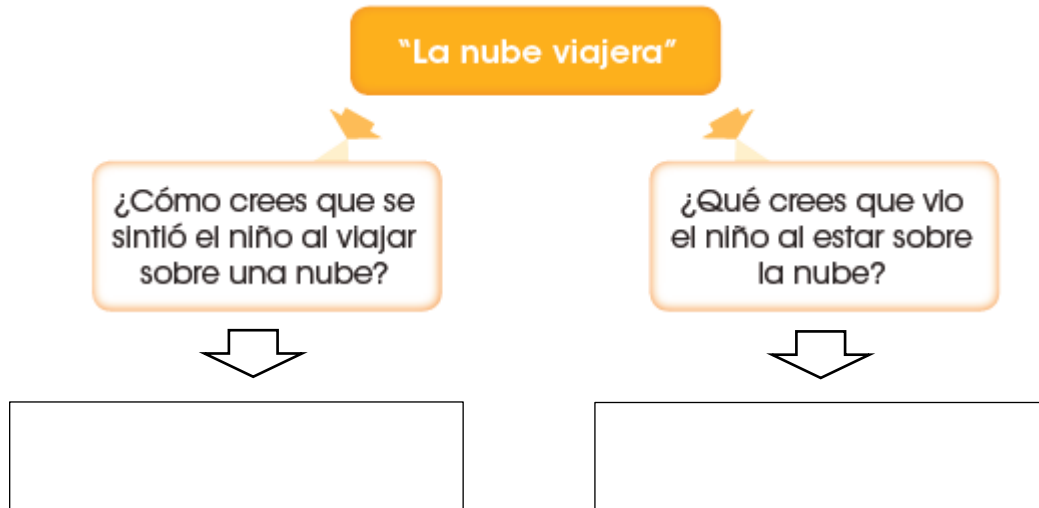 “La nube viajera”
¿Cómo crees que se
sintió el niño al viajar
sobre una nube?
¿Qué crees que vio
el niño al estar sobre
la nube?